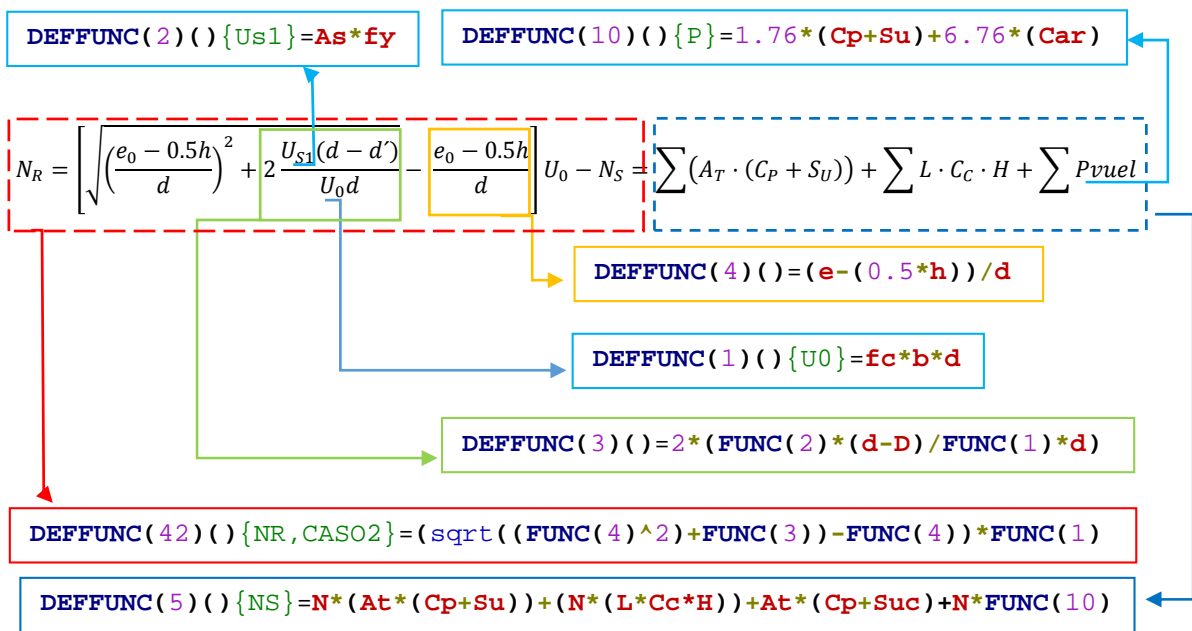 DEFFUNC(2)(){Us1}=As*fy
DEFFUNC(10)(){P}=1.76*(Cp+Su)+6.76*(Car)
N_R = [√(((e_0 − 0.5h)/d)^2 + 2 (U_{S1}(d − d´))/(U_0 d)) − (e_0 − 0.5h)/d] U_0 − N_S = ∑(A_T · (C_P + S_U)) + ∑ L · C_C · H + ∑ Pvuel
DEFFUNC(4)()=(e-(0.5*h))/d
DEFFUNC(1)(){U0}=fc*b*d
DEFFUNC(3)()=2*(FUNC(2)*(d-D)/FUNC(1)*d)
DEFFUNC(42)(){NR,CASO2}=(sqrt((FUNC(4)^2)+FUNC(3))-FUNC(4))*FUNC(1)
DEFFUNC(5)(){NS}=N*(At*(Cp+Su))+(N*(L*Cc*H))+At*(Cp+Suc)+N*FUNC(10)